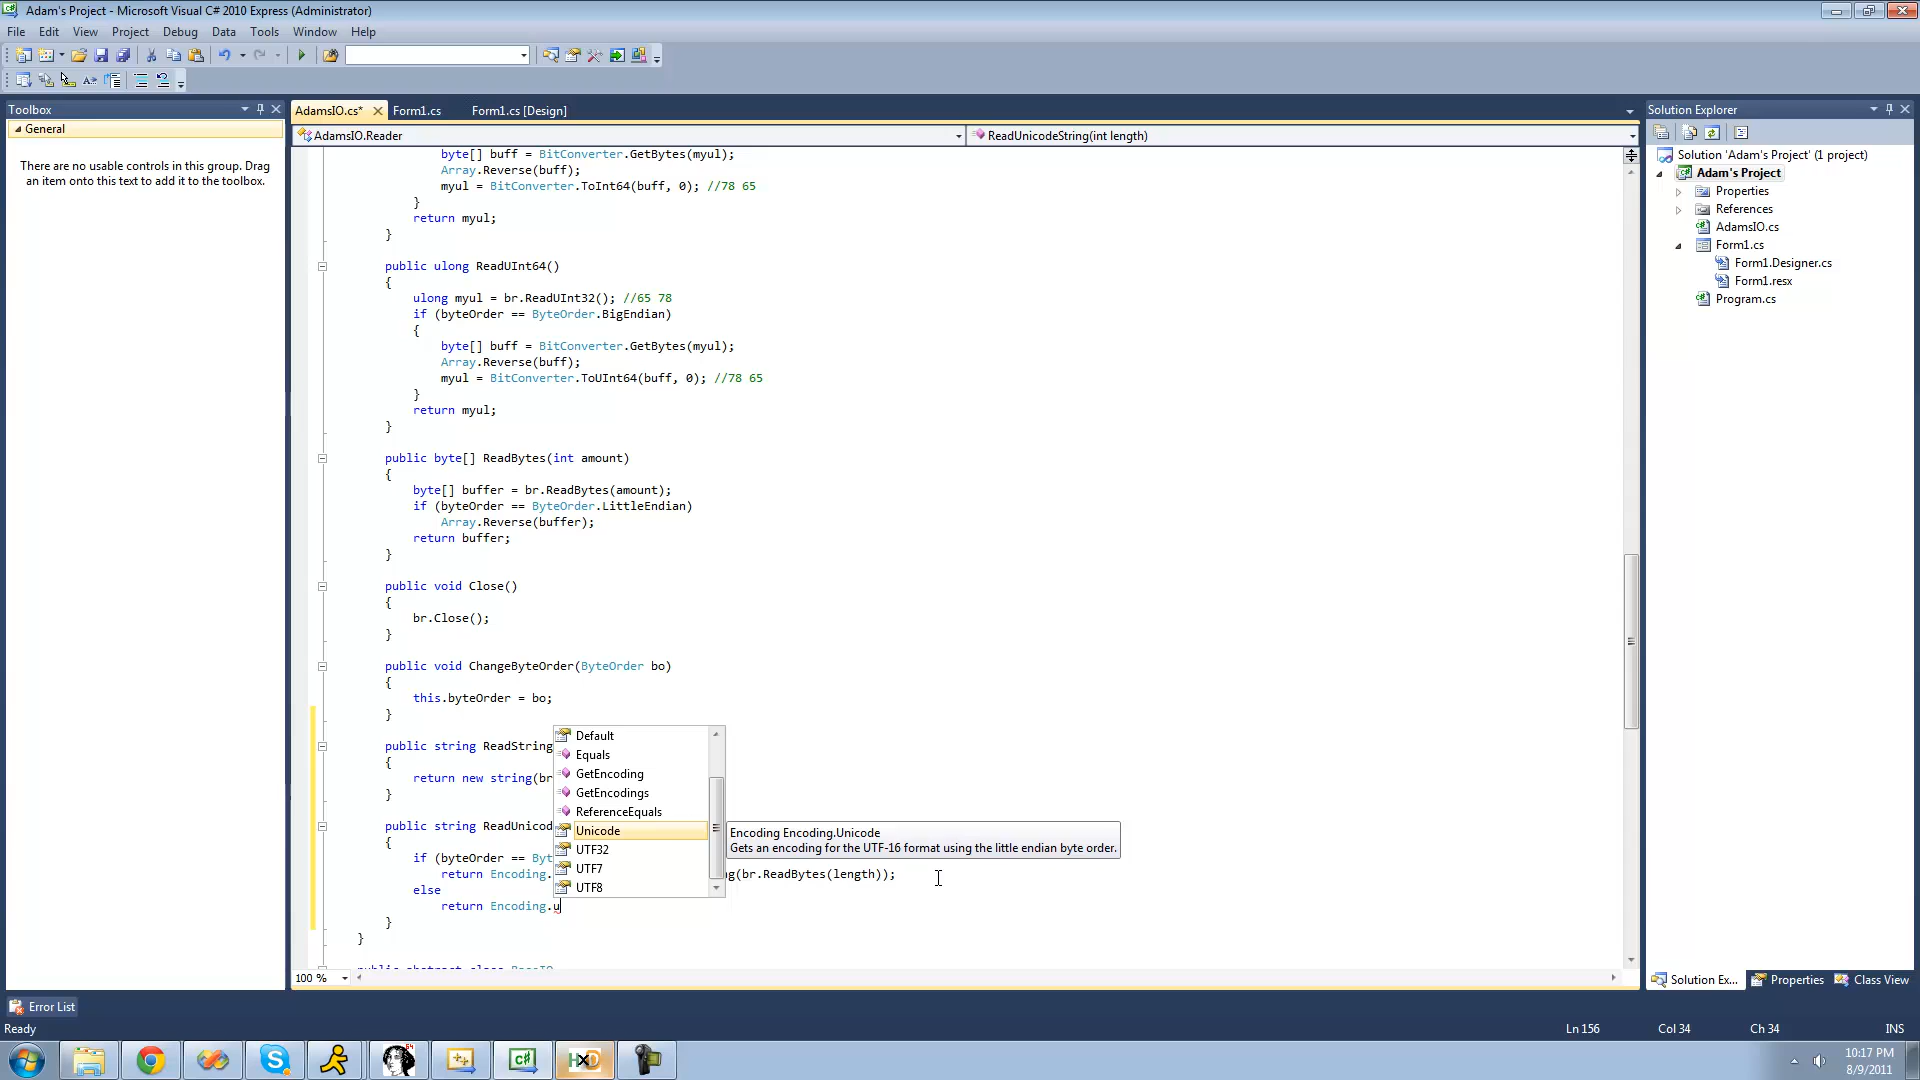 Adam's Project - Microsoft Visual C# 2010 Express (Administrator)
File Edit View Project Debug Data Tools Window Help
Toolbox
General
There are no usable controls in this group. Drag
an item onto this text to add it to the toolbox.
AdamsIO.cs* Form1.cs Form1.cs [Design]
AdamsIO.Reader ReadUnicodeString(int length)
byte[] buff = BitConverter.GetBytes(myul);
Array.Reverse(buff);
myul = BitConverter.ToInt64(buff, 0); //78 65
}
return myul;
}
public ulong ReadUInt64()
{
ulong myul = br.ReadUInt32(); //65 78
if (byteOrder == ByteOrder.BigEndian)
{
byte[] buff = BitConverter.GetBytes(myul);
Array.Reverse(buff);
myul = BitConverter.ToUInt64(buff, 0); //78 65
}
return myul;
}
public byte[] ReadBytes(int amount)
{
byte[] buffer = br.ReadBytes(amount);
if (byteOrder == ByteOrder.LittleEndian)
Array.Reverse(buffer);
return buffer;
}
public void Close()
{
br.Close();
}
public void ChangeByteOrder(ByteOrder bo)
{
this.byteOrder = bo;
}
public string ReadString
{
return new string(br
}
public string ReadUnicod
{
if (byteOrder == Byt
return Encoding. g(br.ReadBytes(length));
else
return Encoding.u
}
}
Default
Equals
GetEncoding
GetEncodings
ReferenceEquals
Unicode
UTF32
UTF7
UTF8
Encoding Encoding.Unicode
Gets an encoding for the UTF-16 format using the little endian byte order.
100 %
Solution Explorer
Solution 'Adam's Project' (1 project)
Adam's Project
Properties
References
AdamsIO.cs
Form1.cs
Form1.Designer.cs
Form1.resx
Program.cs
Solution Ex... Properties Class View
Error List
Ready Ln 156 Col 34 Ch 34 INS
10:17 PM
8/9/2011